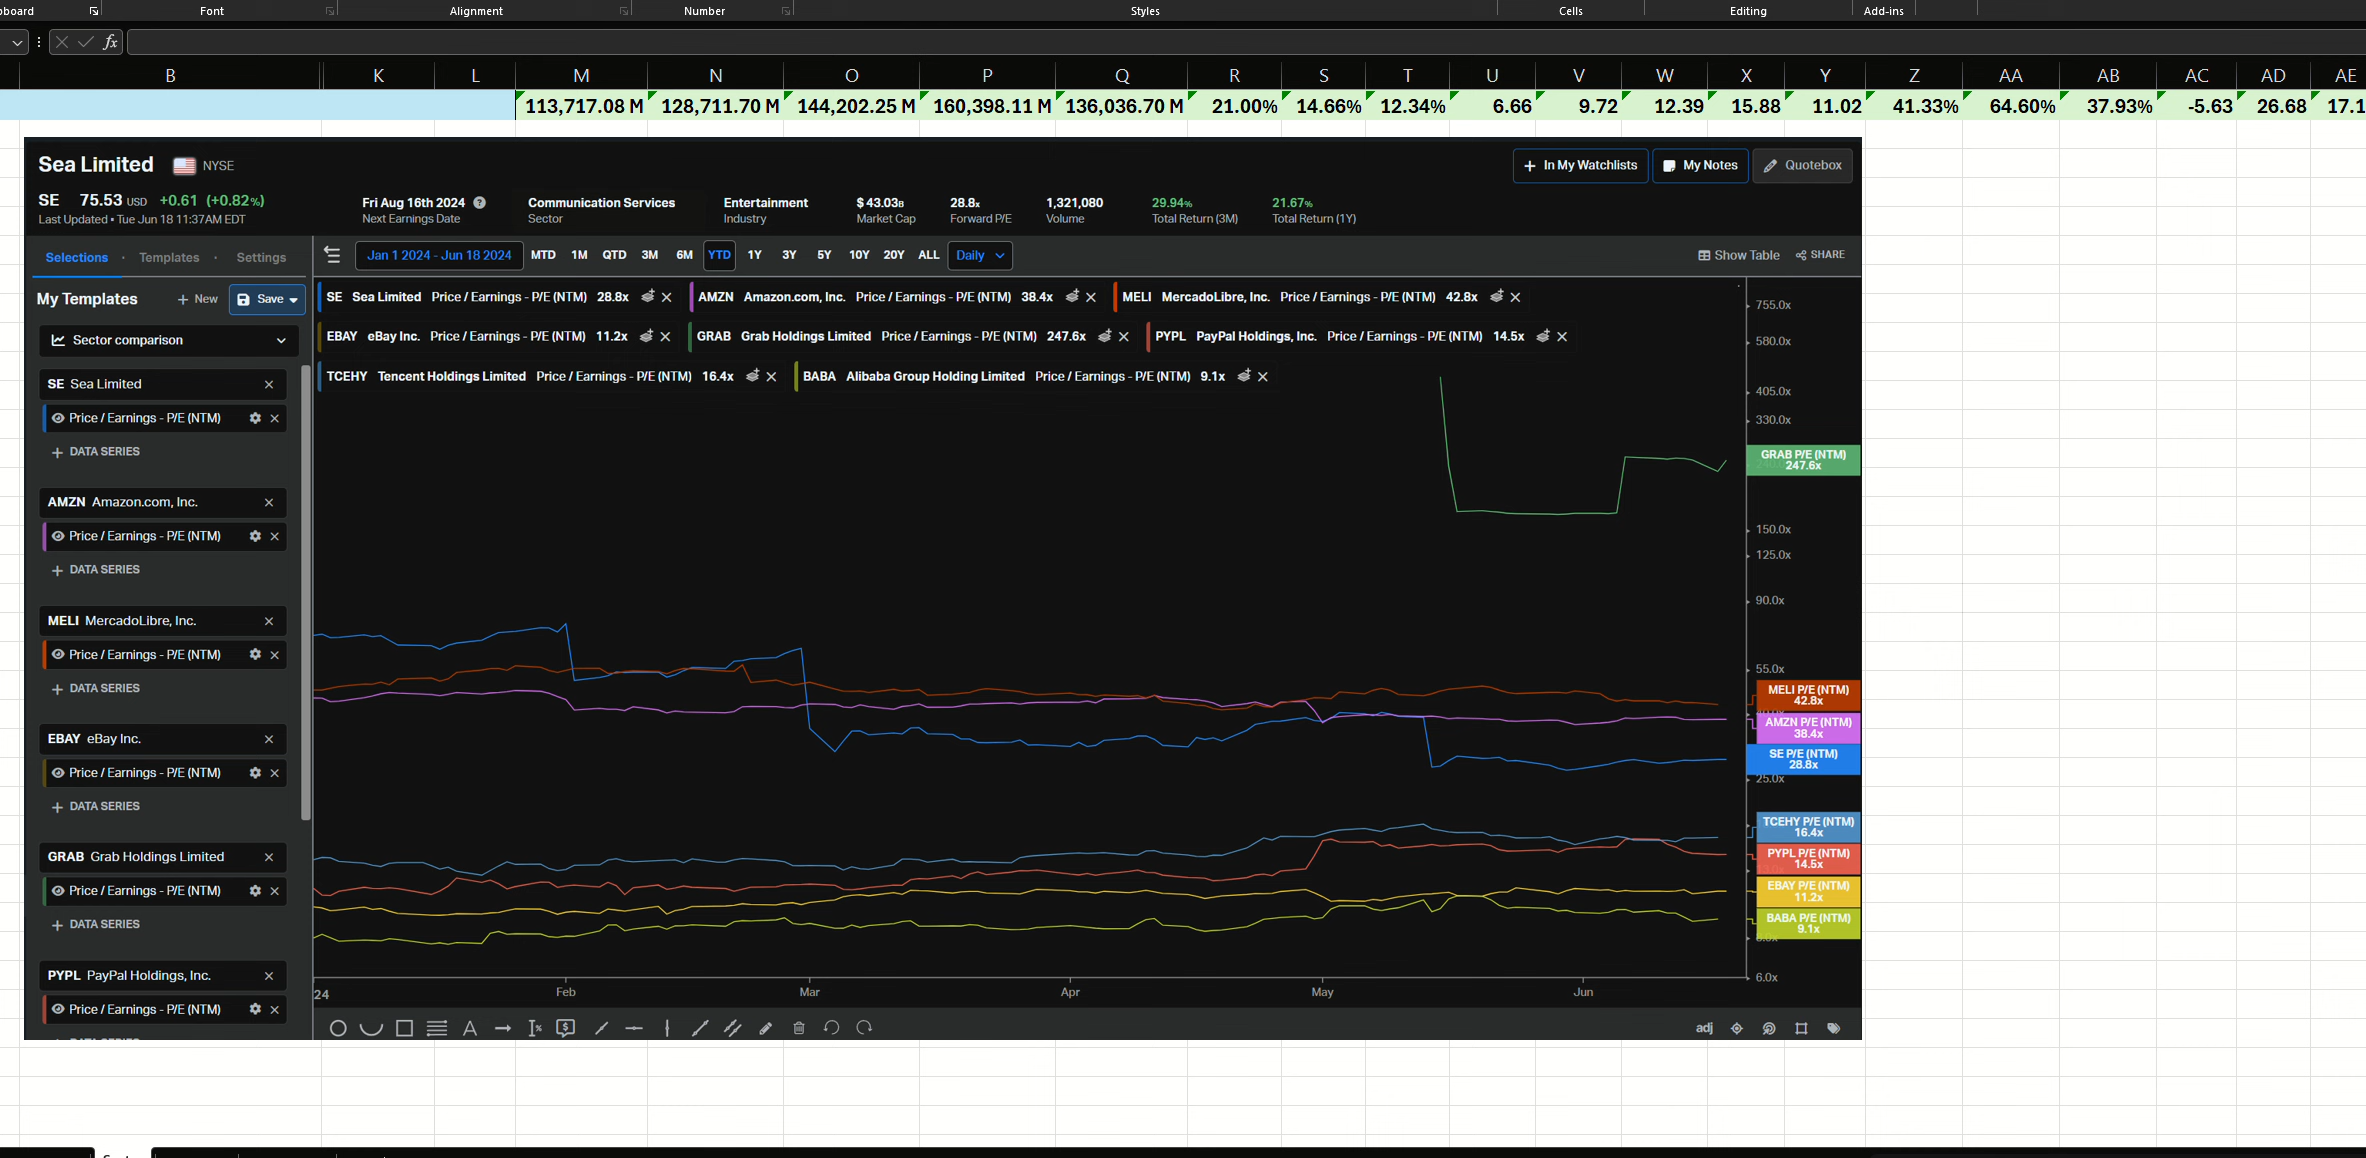 Font Alignment Number Styles Cells Editing Add-ins
fx
B K L M N O P Q R S T U V W X Y Z AA AB AC AD AE
113,717.08 M 128,711.70 M 144,202.25 M 160,398.11 M 136,036.70 M 21.00% 14.66% 12.34% 6.66 9.72 12.39 15.88 11.02 41.33% 64.60% 37.93% -5.63 26.68 17.1
Sea Limited NYSE
+ In My Watchlists My Notes Quotebox
SE 75.53 USD +0.61 (+0.82%)
Last Updated • Tue Jun 18 11:37AM EDT
Fri Aug 16th 2024 ?
Next Earnings Date
Communication Services
Sector
Entertainment
Industry
$ 43.03B
Market Cap
28.8x
Forward P/E
1,321,080
Volume
29.94%
Total Return (3M)
21.67%
Total Return (1Y)
Selections · Templates · Settings
Jan 1 2024 - Jun 18 2024 MTD 1M QTD 3M 6M YTD 1Y 3Y 5Y 10Y 20Y ALL Daily
Show Table SHARE
My Templates + New Save
Sector comparison
SE Sea Limited
Price / Earnings - P/E (NTM)
+ DATA SERIES
AMZN Amazon.com, Inc.
Price / Earnings - P/E (NTM)
+ DATA SERIES
MELI MercadoLibre, Inc.
Price / Earnings - P/E (NTM)
+ DATA SERIES
EBAY eBay Inc.
Price / Earnings - P/E (NTM)
+ DATA SERIES
GRAB Grab Holdings Limited
Price / Earnings - P/E (NTM)
+ DATA SERIES
PYPL PayPal Holdings, Inc.
Price / Earnings - P/E (NTM)
SE Sea Limited Price / Earnings - P/E (NTM) 28.8x AMZN Amazon.com, Inc. Price / Earnings - P/E (NTM) 38.4x MELI MercadoLibre, Inc. Price / Earnings - P/E (NTM) 42.8x
EBAY eBay Inc. Price / Earnings - P/E (NTM) 11.2x GRAB Grab Holdings Limited Price / Earnings - P/E (NTM) 247.6x PYPL PayPal Holdings, Inc. Price / Earnings - P/E (NTM) 14.5x
TCEHY Tencent Holdings Limited Price / Earnings - P/E (NTM) 16.4x BABA Alibaba Group Holding Limited Price / Earnings - P/E (NTM) 9.1x
755.0x
580.0x
405.0x
330.0x
GRAB P/E (NTM)
247.6x
150.0x
125.0x
90.0x
55.0x
MELI P/E (NTM)
42.8x
AMZN P/E (NTM)
38.4x
SE P/E (NTM)
28.8x
25.0x
TCEHY P/E (NTM)
16.4x
PYPL P/E (NTM)
14.5x
EBAY P/E (NTM)
11.2x
BABA P/E (NTM)
9.1x
6.0x
24 Feb Mar Apr May Jun
A $ adj